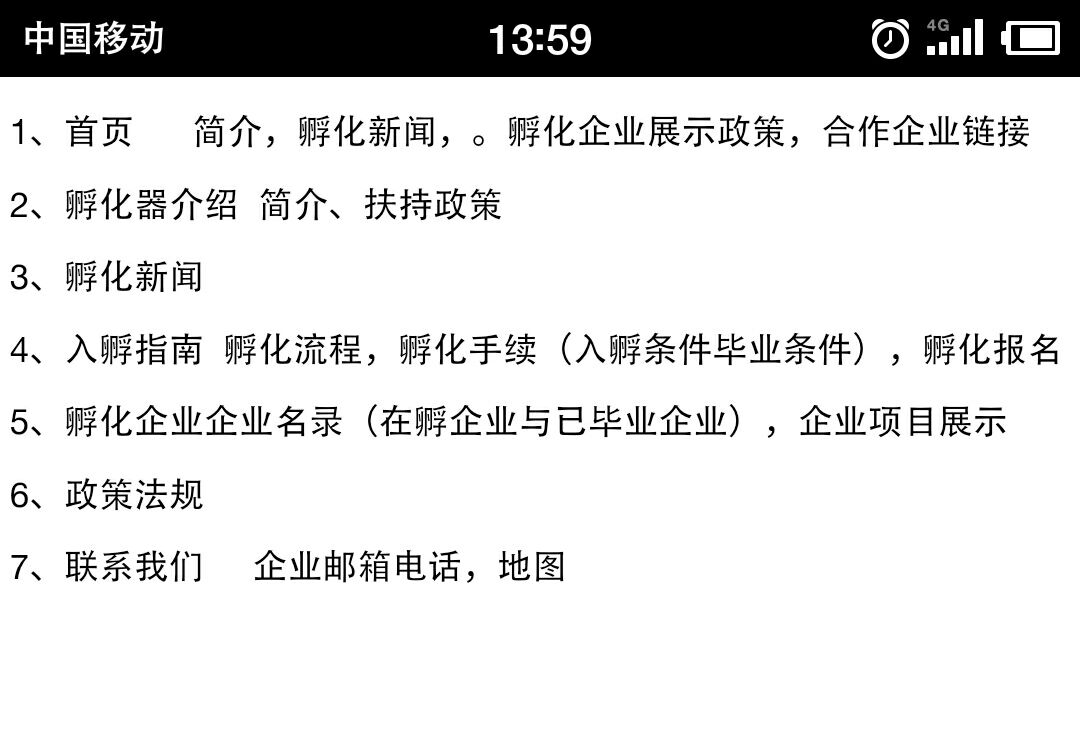 中国移动 13:59 4G
1、首页 简介，孵化新闻，。孵化企业展示政策，合作企业链接
2、孵化器介绍 简介、扶持政策
3、孵化新闻
4、入孵指南 孵化流程，孵化手续（入孵条件毕业条件），孵化报名
5、孵化企业企业名录（在孵企业与已毕业企业），企业项目展示
6、政策法规
7、联系我们 企业邮箱电话，地图